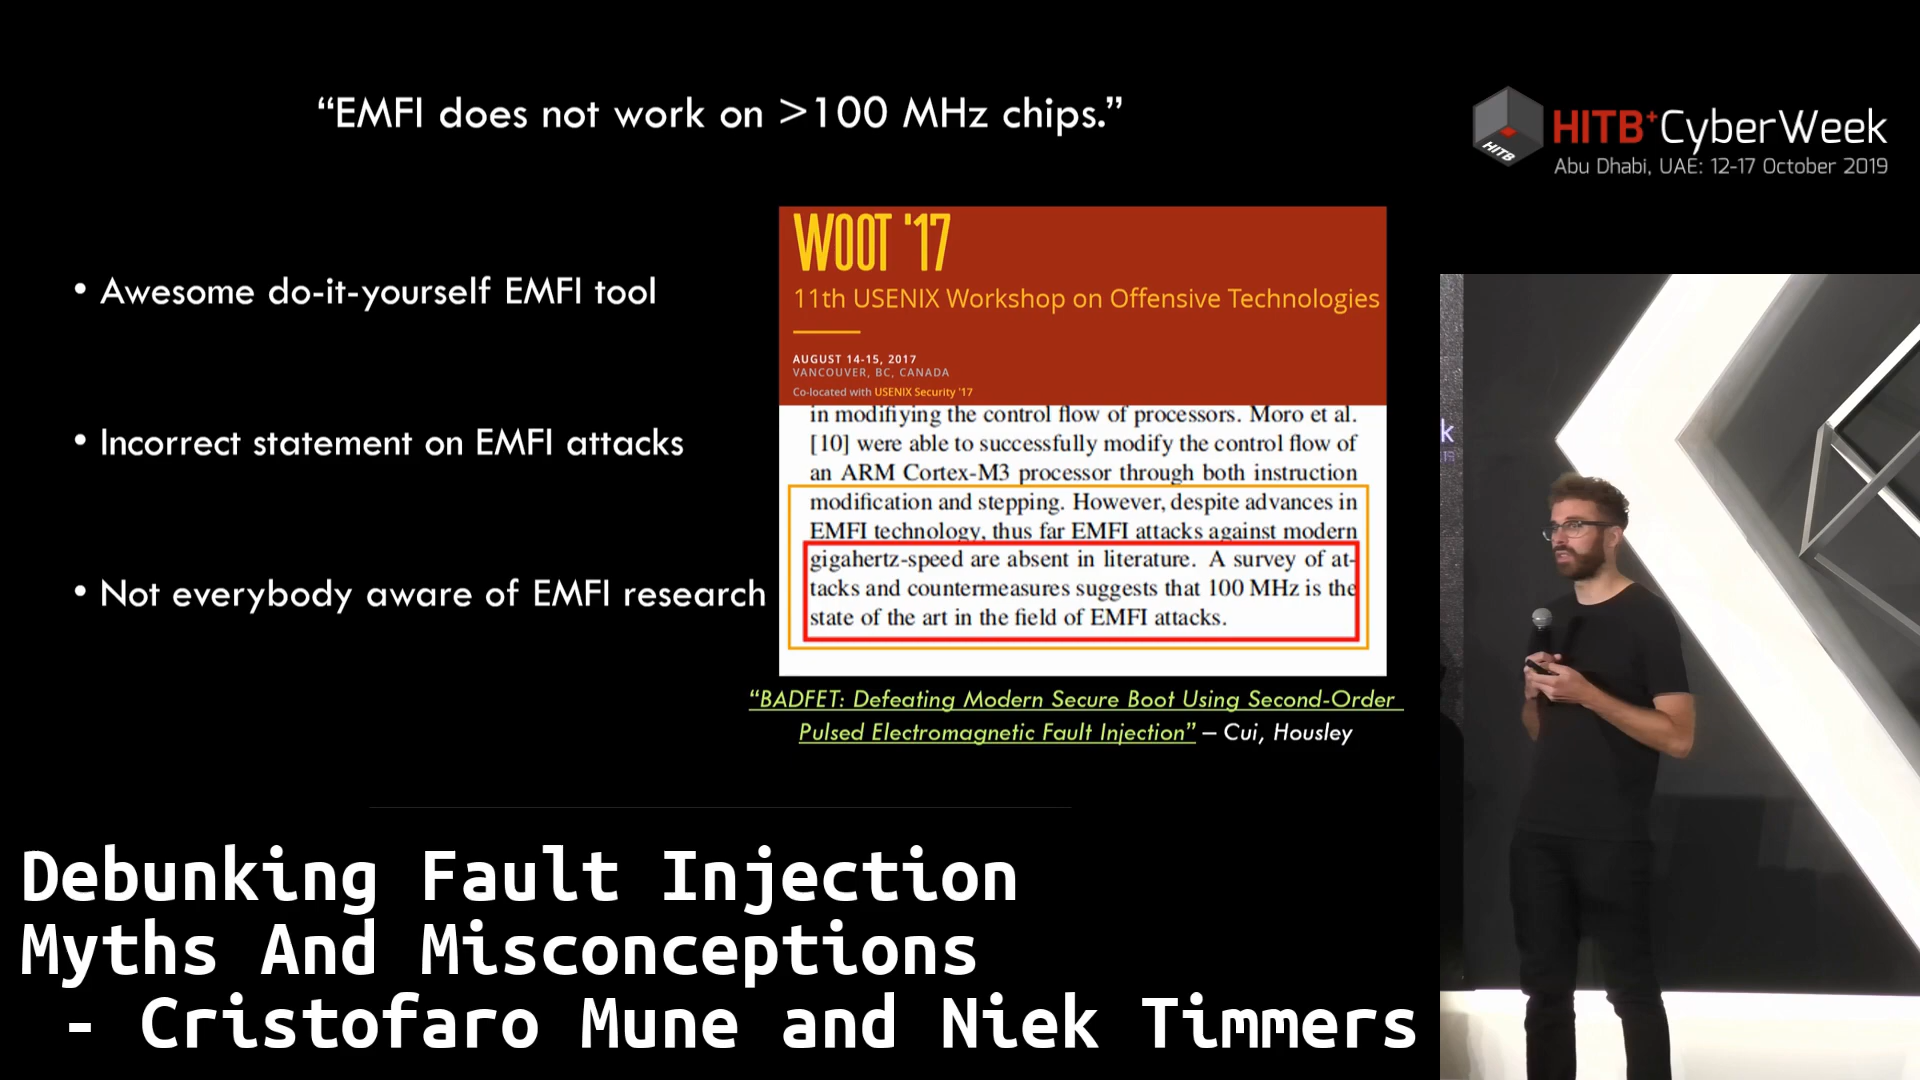 “EMFI does not work on >100 MHz chips.”
HITB+CyberWeek
HITB
Abu Dhabi, UAE: 12-17 October 2019
• Awesome do-it-yourself EMFI tool
• Incorrect statement on EMFI attacks
• Not everybody aware of EMFI research
WOOT '17
11th USENIX Workshop on Offensive Technologies
AUGUST 14-15, 2017
VANCOUVER, BC, CANADA
Co-located with USENIX Security '17
in modifiying the control flow of processors. Moro et al.
[10] were able to successfully modify the control flow of
an ARM Cortex-M3 processor through both instruction
modification and stepping. However, despite advances in
EMFI technology, thus far EMFI attacks against modern
gigahertz-speed are absent in literature. A survey of at-
tacks and countermeasures suggests that 100 MHz is the
state of the art in the field of EMFI attacks.
“BADFET: Defeating Modern Secure Boot Using Second-Order
Pulsed Electromagnetic Fault Injection” – Cui, Housley
k
Debunking Fault Injection
Myths And Misconceptions
- Cristofaro Mune and Niek Timmers